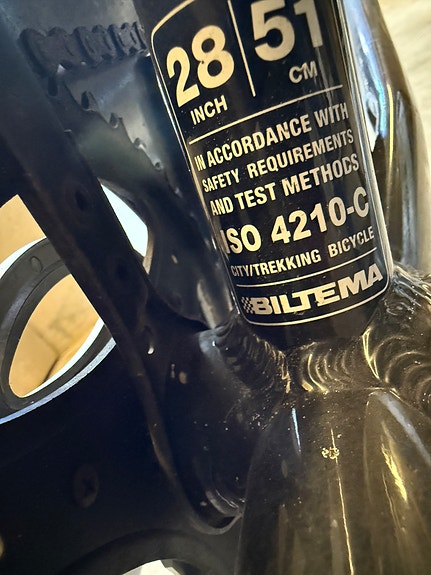 28 | 51
INCH CM
IN ACCORDANCE WITH
SAFETY REQUIREMENTS
AND TEST METHODS
ISO 4210-C
CITY/TREKKING BICYCLE
BILTEMA